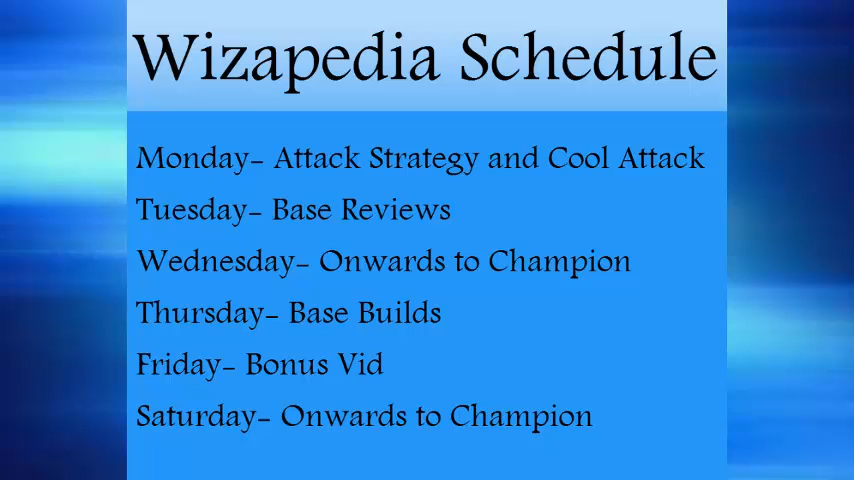 Wizapedia Schedule
Monday- Attack Strategy and Cool Attack
Tuesday- Base Reviews
Wednesday- Onwards to Champion
Thursday- Base Builds
Friday- Bonus Vid
Saturday- Onwards to Champion